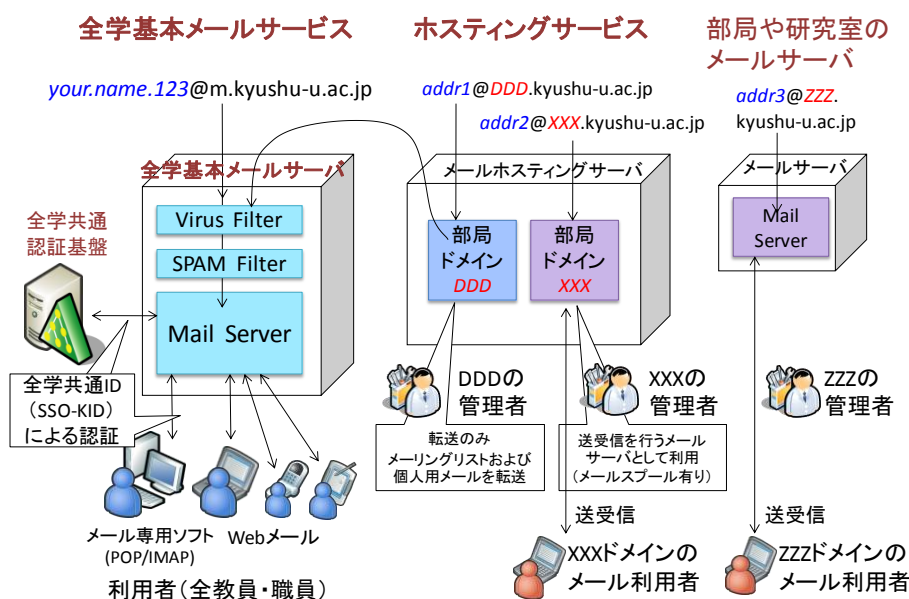 全学基本メールサービス
your.name.123@m.kyushu-u.ac.jp
全学基本メールサーバ
Virus Filter
SPAM Filter
Mail Server
全学共通
認証基盤
全学共通ID
（SSO-KID）
による認証
メール専用ソフト
(POP/IMAP)
Webメール
利用者（全教員・職員）
ホスティングサービス
addr1@DDD.kyushu-u.ac.jp
addr2@XXX.kyushu-u.ac.jp
メールホスティングサーバ
部局
ドメイン
DDD
部局
ドメイン
XXX
DDDの
管理者
転送のみ
メーリングリストおよび
個人用メールを転送
XXXの
管理者
送受信を行うメール
サーバとして利用
（メールスプール有り）
送受信
XXXドメインの
メール利用者
部局や研究室の
メールサーバ
addr3@ZZZ.
kyushu-u.ac.jp
メールサーバ
Mail
Server
ZZZの
管理者
送受信
ZZZドメインの
メール利用者